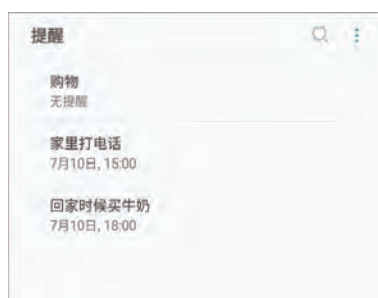 提醒
购物
无提醒
家里打电话
7月10日, 15:00
回家时候买牛奶
7月10日, 18:00